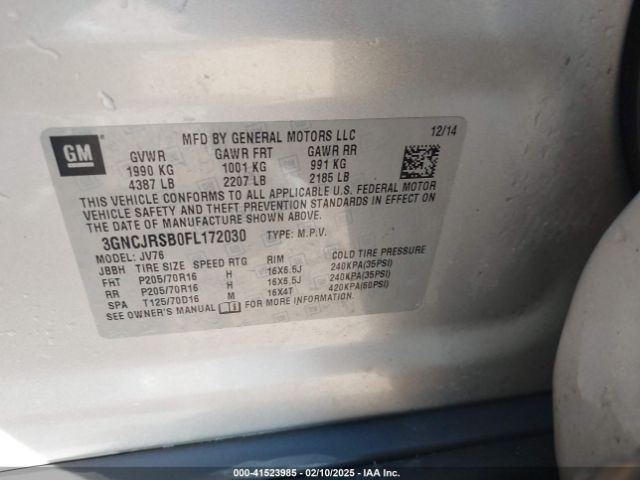 GM
MFD BY GENERAL MOTORS LLC 12/14
GVWR GAWR FRT GAWR RR
1990 KG 1001 KG 991 KG
4387 LB 2207 LB 2185 LB
THIS VEHICLE CONFORMS TO ALL APPLICABLE U.S. FEDERAL MOTOR
VEHICLE SAFETY AND THEFT PREVENTION STANDARDS IN EFFECT ON
THE DATE OF MANUFACTURE SHOWN ABOVE.
3GNCJRSB0FL172030 TYPE: M.P.V.
MODEL: JV76
JBBH TIRE SIZE SPEED RTG RIM COLD TIRE PRESSURE
FRT P205/70R16 H 16X6.5J 240KPA(35PSI)
RR P205/70R16 H 16X6.5J 240KPA(35PSI)
SPA T125/70D16 M 16X4T 420KPA(60PSI)
SEE OWNER'S MANUAL FOR MORE INFORMATION.
000-41523985 - 02/10/2025 - IAAI.COM